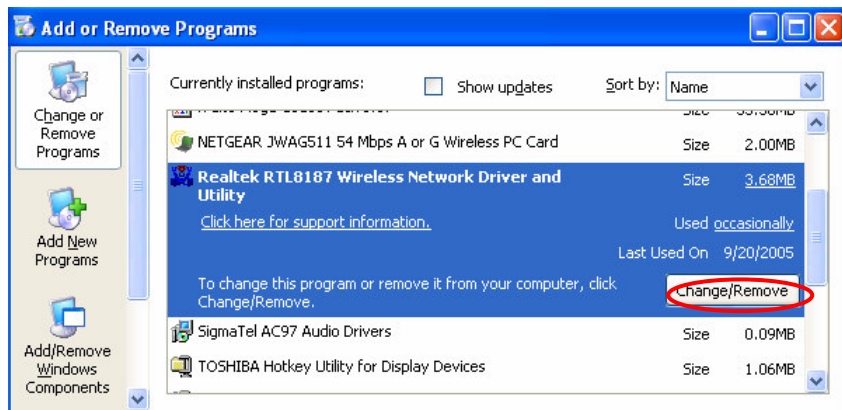 Add or Remove Programs
Currently installed programs:
Show updates
Sort by: Name
Change or
Remove
Programs
Size
NETGEAR JWAG511 54 Mbps A or G Wireless PC Card
Size 2.00MB
Realtek RTL8187 Wireless Network Driver and
Utility
Size 3.68MB
Click here for support information.
Used occasionally
Last Used On 9/20/2005
Add New
Programs
To change this program or remove it from your computer, click
Change/Remove.
Change/Remove
SigmaTel AC97 Audio Drivers
Size 0.09MB
Add/Remove
Windows
Components
TOSHIBA Hotkey Utility for Display Devices
Size 1.06MB